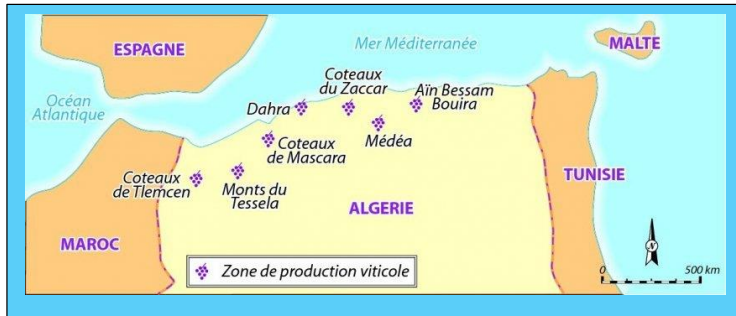 ESPAGNE
Mer Méditerranée
MALTE
Océan
Atlantique
Coteaux
du Zaccar
Aïn Bessam
Bouira
Dahra
Médéa
Coteaux
de Mascara
Coteaux
de Tlemcen
Monts du
Tessela
TUNISIE
ALGERIE
MAROC
Zone de production viticole
N
0 500 km